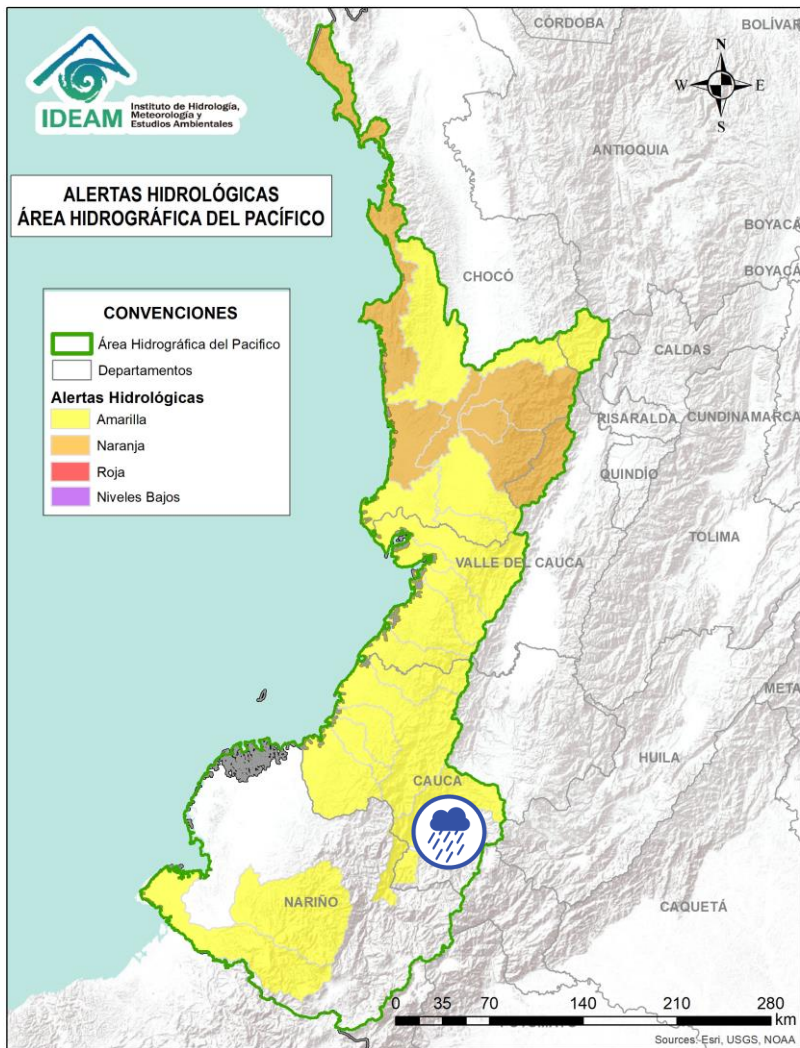 CÓRDOBA
BOLÍVAR
IDEAM
Instituto de Hidrología,
Meteorología y
Estudios Ambientales
N
W E
S
ANTIOQUIA
ALERTAS HIDROLÓGICAS
ÁREA HIDROGRÁFICA DEL PACÍFICO
BOYACÁ
BOYACÁ
CHOCÓ
CONVENCIONES
Área Hidrográfica del Pacifico
Departamentos
Alertas Hidrológicas
Amarilla
Naranja
Roja
Niveles Bajos
CALDAS
RISARALDA
CUNDINAMARCA
QUINDÍO
TOLIMA
VALLE DEL CAUCA
META
HUILA
CAUCA
NARIÑO
CAQUETÁ
0 35 70 140 210 280
km
Sources: Esri, USGS, NOAA